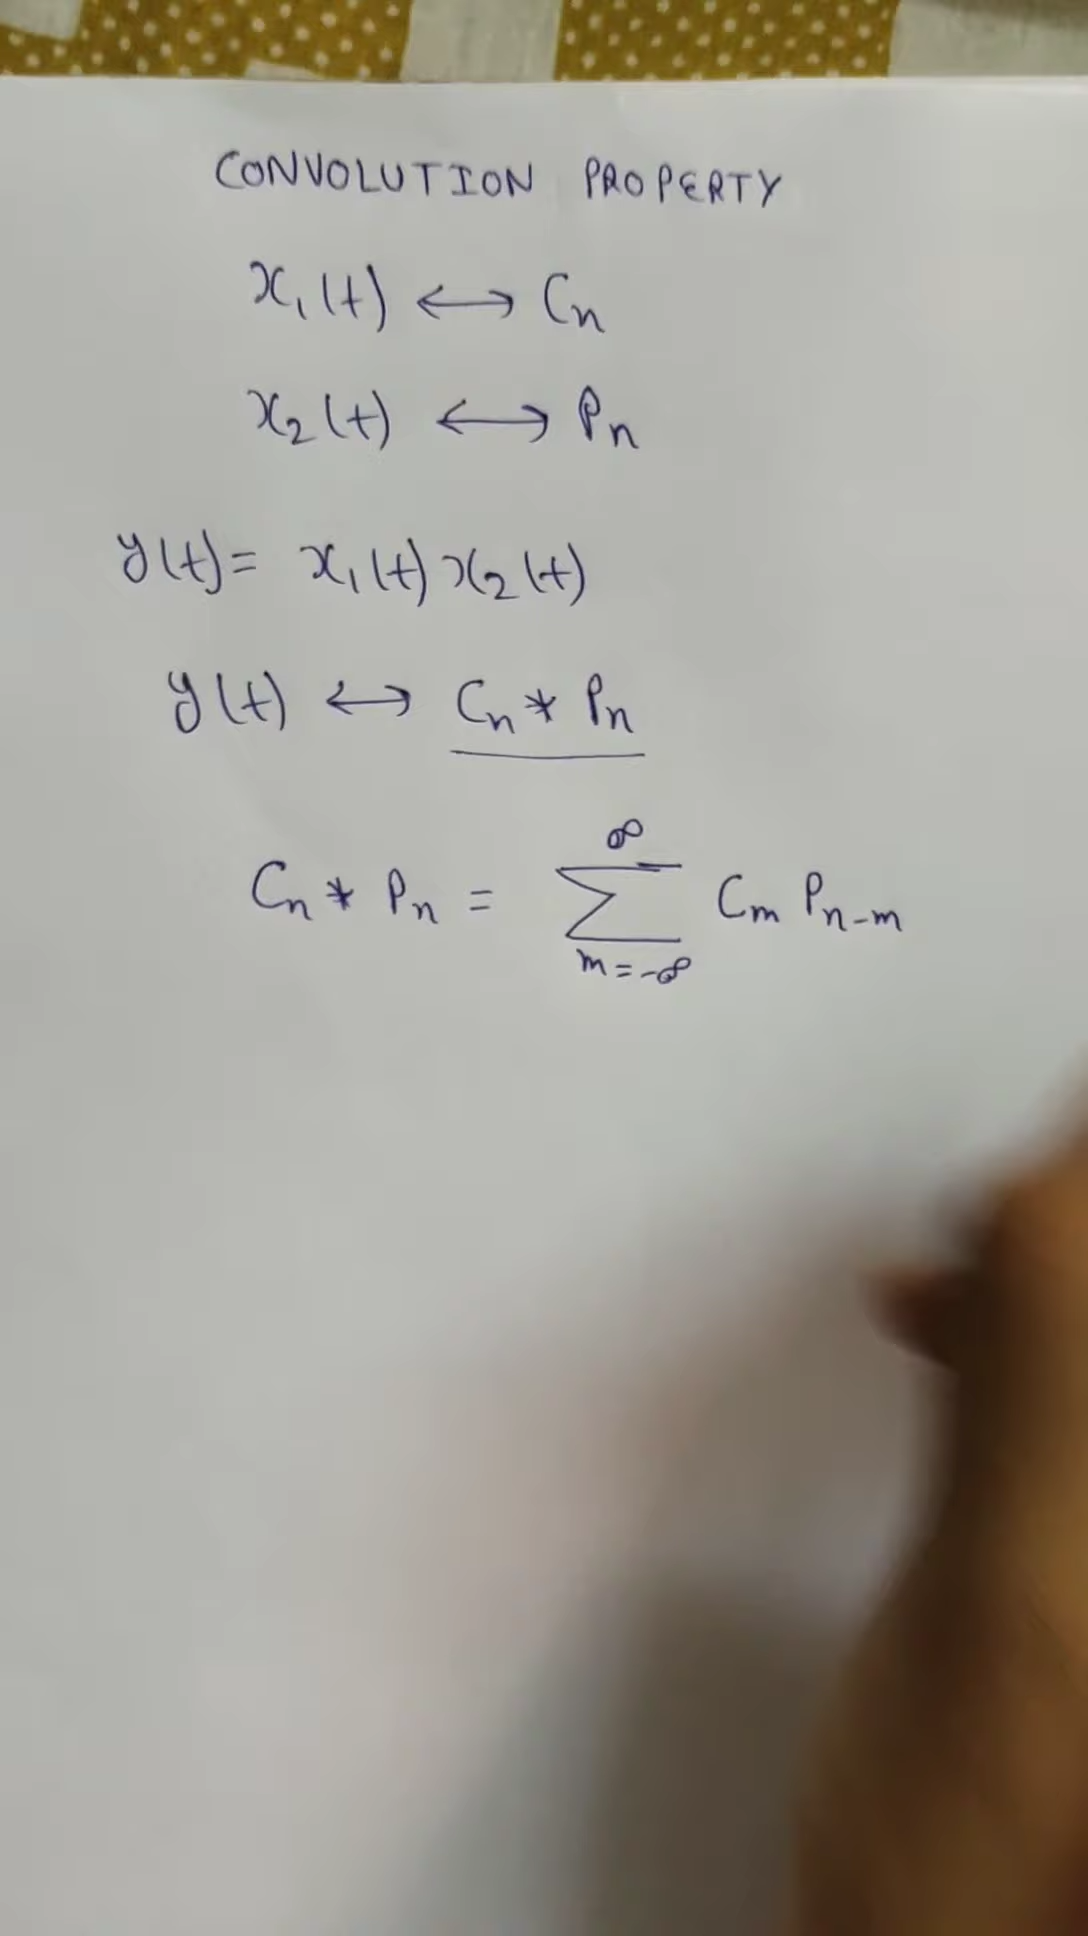 CONVOLUTION PROPERTY
x₁(t) ⟷ Cₙ
x₂(t) ⟷ Pₙ
y(t) = x₁(t) x₂(t)
y(t) ⟷ Cₙ * Pₙ
Cₙ * Pₙ = ∑_{m=-∞}^{∞} Cₘ Pₙ₋ₘ